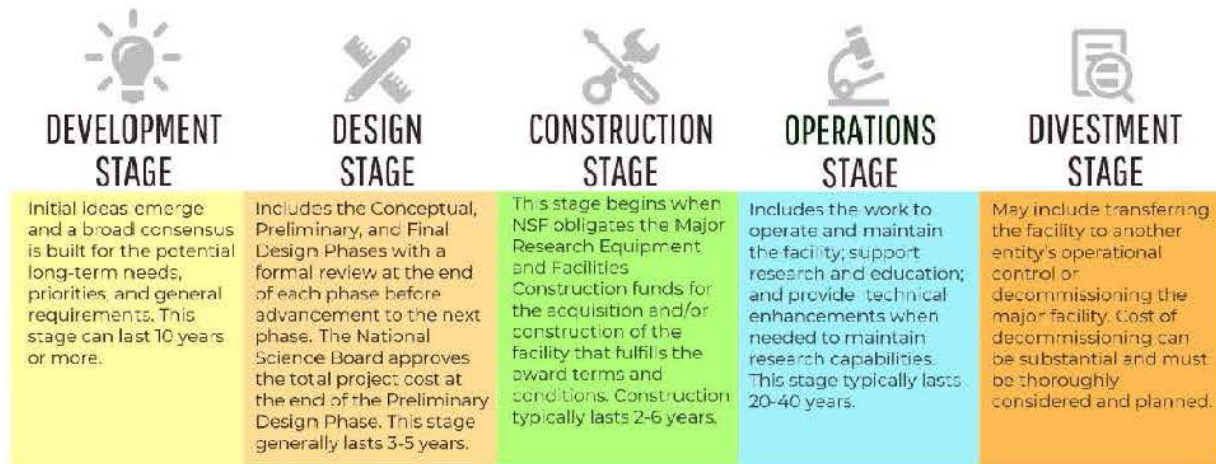 DEVELOPMENT
STAGE
Initial ideas emerge
and a broad consensus
is built for the potential
long-term needs,
priorities, and general
requirements. This
stage can last 10 years
or more.
DESIGN
STAGE
Includes the Conceptual,
Preliminary, and Final
Design Phases with a
formal review at the end
of each phase before
advancement to the next
phase. The National
Science Board approves
the total project cost at
the end of the Preliminary
Design Phase. This stage
generally lasts 3-5 years.
CONSTRUCTION
STAGE
This stage begins when
NSF obligates the Major
Research Equipment
and Facilities
Construction funds for
the acquisition and/or
construction of the
facility that fulfills the
award terms and
conditions. Construction
typically lasts 2-6 years.
OPERATIONS
STAGE
Includes the work to
operate and maintain
the facility; support
research and education;
and provide technical
enhancements when
needed to maintain
research capabilities.
This stage typically lasts
20-40 years.
DIVESTMENT
STAGE
May include transferring
the facility to another
entity's operational
control or
decommissioning the
major facility. Cost of
decommissioning can
be substantial and must
be thoroughly
considered and planned.